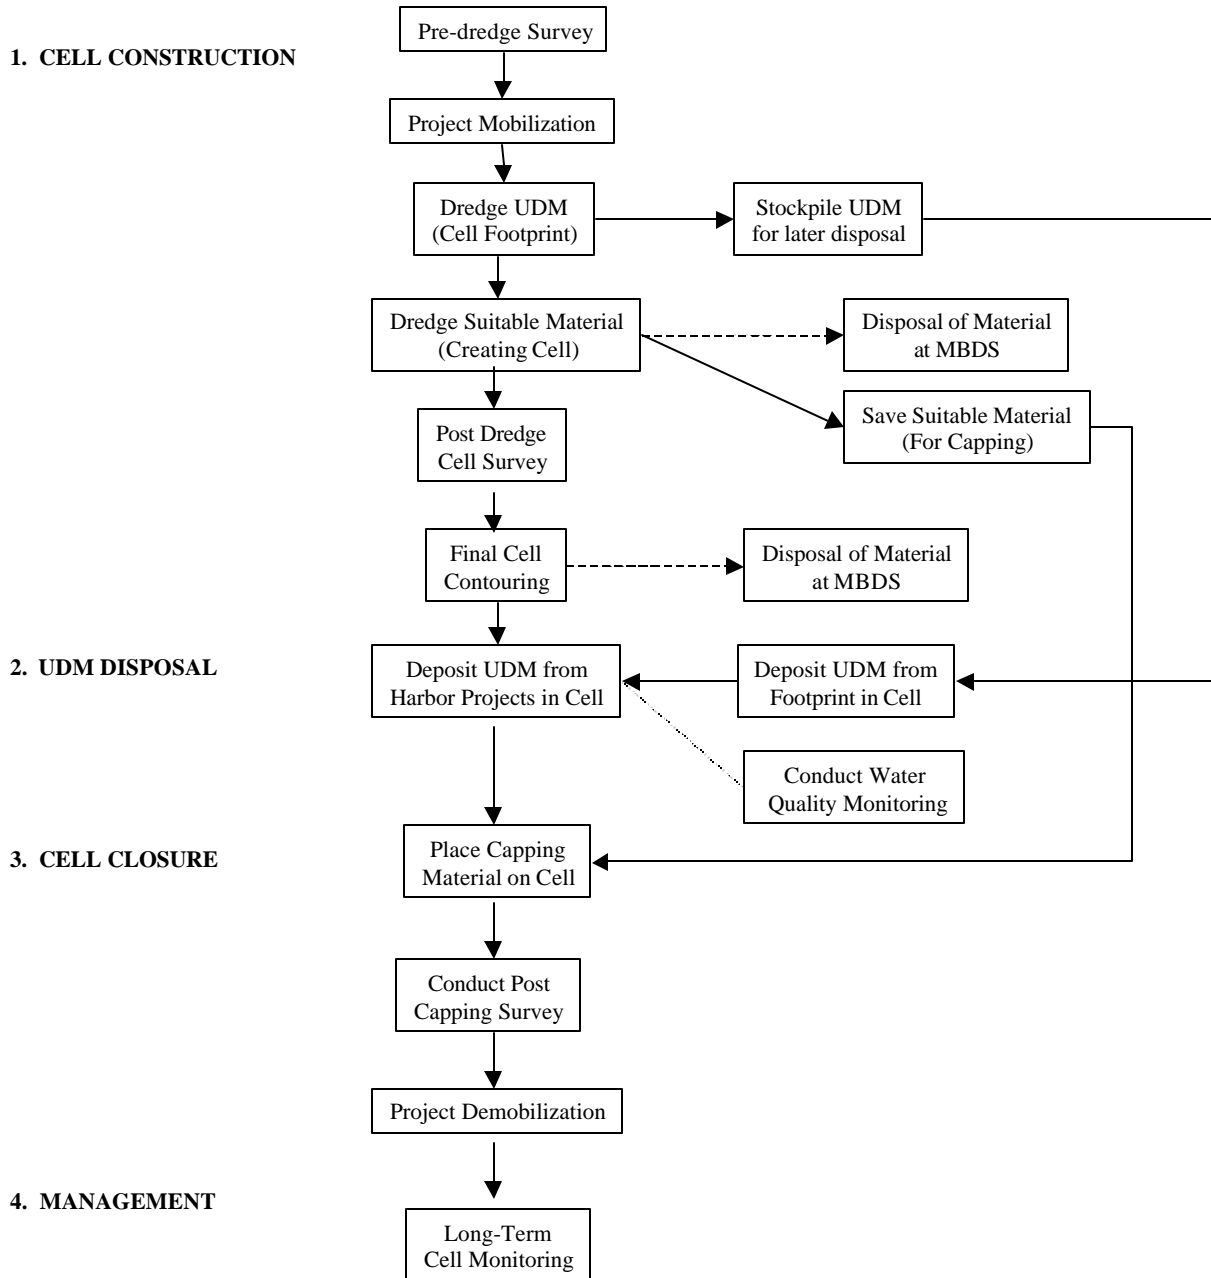 Pre-dredge Survey
1. CELL CONSTRUCTION
Project Mobilization
Dredge UDM
(Cell Footprint)
Stockpile UDM
for later disposal
Dredge Suitable Material
(Creating Cell)
Disposal of Material
at MBDS
Save Suitable Material
(For Capping)
Post Dredge
Cell Survey
Final Cell
Contouring
Disposal of Material
at MBDS
2. UDM DISPOSAL
Deposit UDM from
Harbor Projects in Cell
Deposit UDM from
Footprint in Cell
Conduct Water
Quality Monitoring
3. CELL CLOSURE
Place Capping
Material on Cell
Conduct Post
Capping Survey
Project Demobilization
4. MANAGEMENT
Long-Term
Cell Monitoring